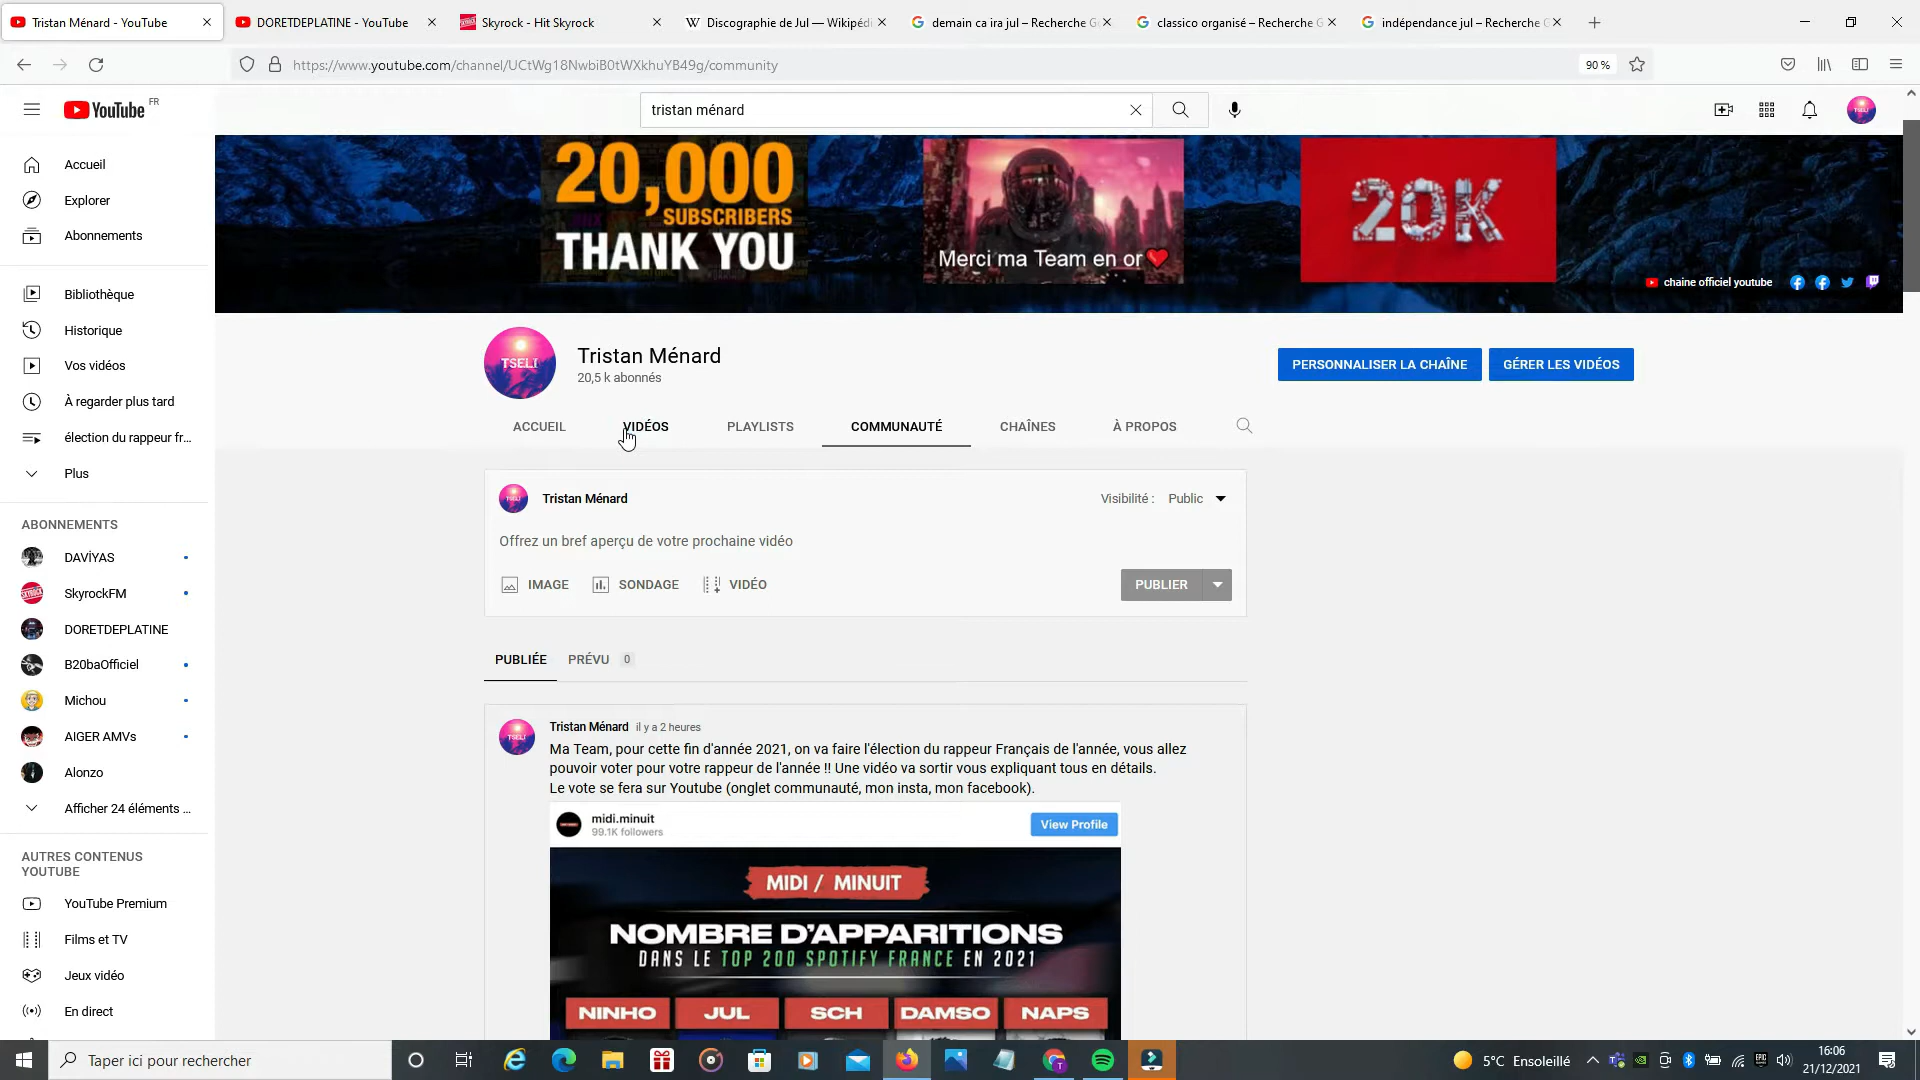 Tristan Ménard - YouTube
DORETDEPLATINE - YouTube
Skyrock - Hit Skyrock
Discographie de Jul — Wikipédi
demain ca ira jul – Recherche G
classico organisé – Recherche G
indépendance jul – Recherche G
https://www.youtube.com/channel/UCtWg18NwbiB0tWXkhuYB49g/community
90 %
YouTube FR
tristan ménard
Accueil
Explorer
Abonnements
Bibliothèque
Historique
Vos vidéos
À regarder plus tard
élection du rappeur fr...
Plus
ABONNEMENTS
DAVİYAS
SkyrockFM
DORETDEPLATINE
B20baOfficiel
Michou
AIGER AMVs
Alonzo
Afficher 24 éléments ...
AUTRES CONTENUS
YOUTUBE
YouTube Premium
Films et TV
Jeux vidéo
En direct
20,000
SUBSCRIBERS
THANK YOU
Merci ma Team en or
20K
chaine officiel youtube
TSELI
Tristan Ménard
20,5 k abonnés
PERSONNALISER LA CHAÎNE
GÉRER LES VIDÉOS
ACCUEIL
VIDÉOS
PLAYLISTS
COMMUNAUTÉ
CHAÎNES
À PROPOS
Tristan Ménard
Visibilité :
Public
Offrez un bref aperçu de votre prochaine vidéo
IMAGE
SONDAGE
VIDÉO
PUBLIER
PUBLIÉE
PRÉVU 0
Tristan Ménard il y a 2 heures
Ma Team, pour cette fin d'année 2021, on va faire l'élection du rappeur Français de l'année, vous allez
pouvoir voter pour votre rappeur de l'année !! Une vidéo va sortir vous expliquant tous en détails.
Le vote se fera sur Youtube (onglet communauté, mon insta, mon facebook).
midi.minuit
99.1K followers
View Profile
MIDI / MINUIT
NOMBRE D'APPARITIONS
DANS LE TOP 200 SPOTIFY FRANCE EN 2021
NINHO
JUL
SCH
DAMSO
NAPS
Taper ici pour rechercher
5°C Ensoleillé
16:06
21/12/2021